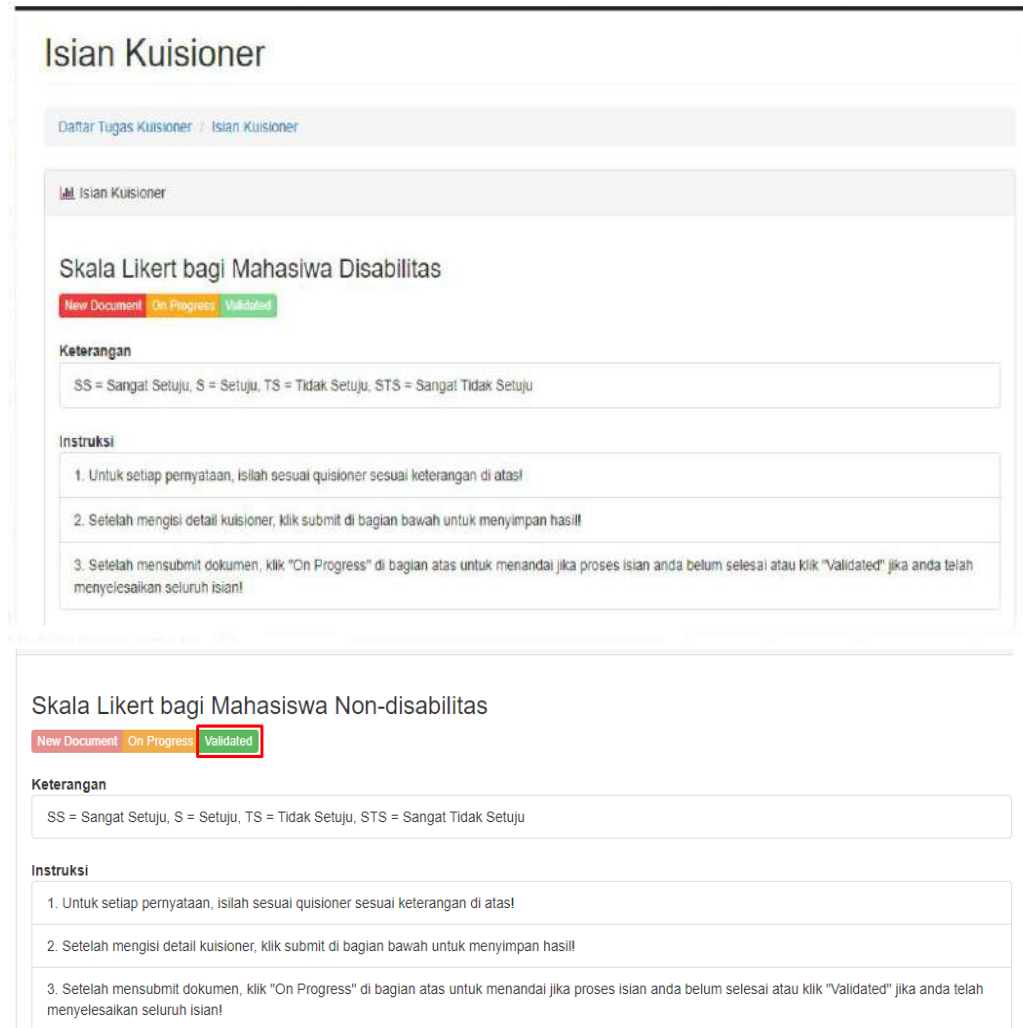 Isian Kuisioner
Daftar Tugas Kuisioner / Isian Kuisioner
Isian Kuisioner
Skala Likert bagi Mahasiwa Disabilitas
New Document On Progress Validated
Keterangan
SS = Sangat Setuju, S = Setuju, TS = Tidak Setuju, STS = Sangat Tidak Setuju
Instruksi
1. Untuk setiap pernyataan, isilah sesuai quisioner sesuai keterangan di atas!
2. Setelah mengisi detail kuisioner, klik submit di bagian bawah untuk menyimpan hasil!
3. Setelah mensubmit dokumen, klik "On Progress" di bagian atas untuk menandai jika proses isian anda belum selesai atau klik "Validated" jika anda telah
menyelesaikan seluruh isian!
Skala Likert bagi Mahasiswa Non-disabilitas
New Document On Progress Validated
Keterangan
SS = Sangat Setuju, S = Setuju, TS = Tidak Setuju, STS = Sangat Tidak Setuju
Instruksi
1. Untuk setiap pernyataan, isilah sesuai quisioner sesuai keterangan di atas!
2. Setelah mengisi detail kuisioner, klik submit di bagian bawah untuk menyimpan hasil!
3. Setelah mensubmit dokumen, klik "On Progress" di bagian atas untuk menandai jika proses isian anda belum selesai atau klik "Validated" jika anda telah
menyelesaikan seluruh isian!